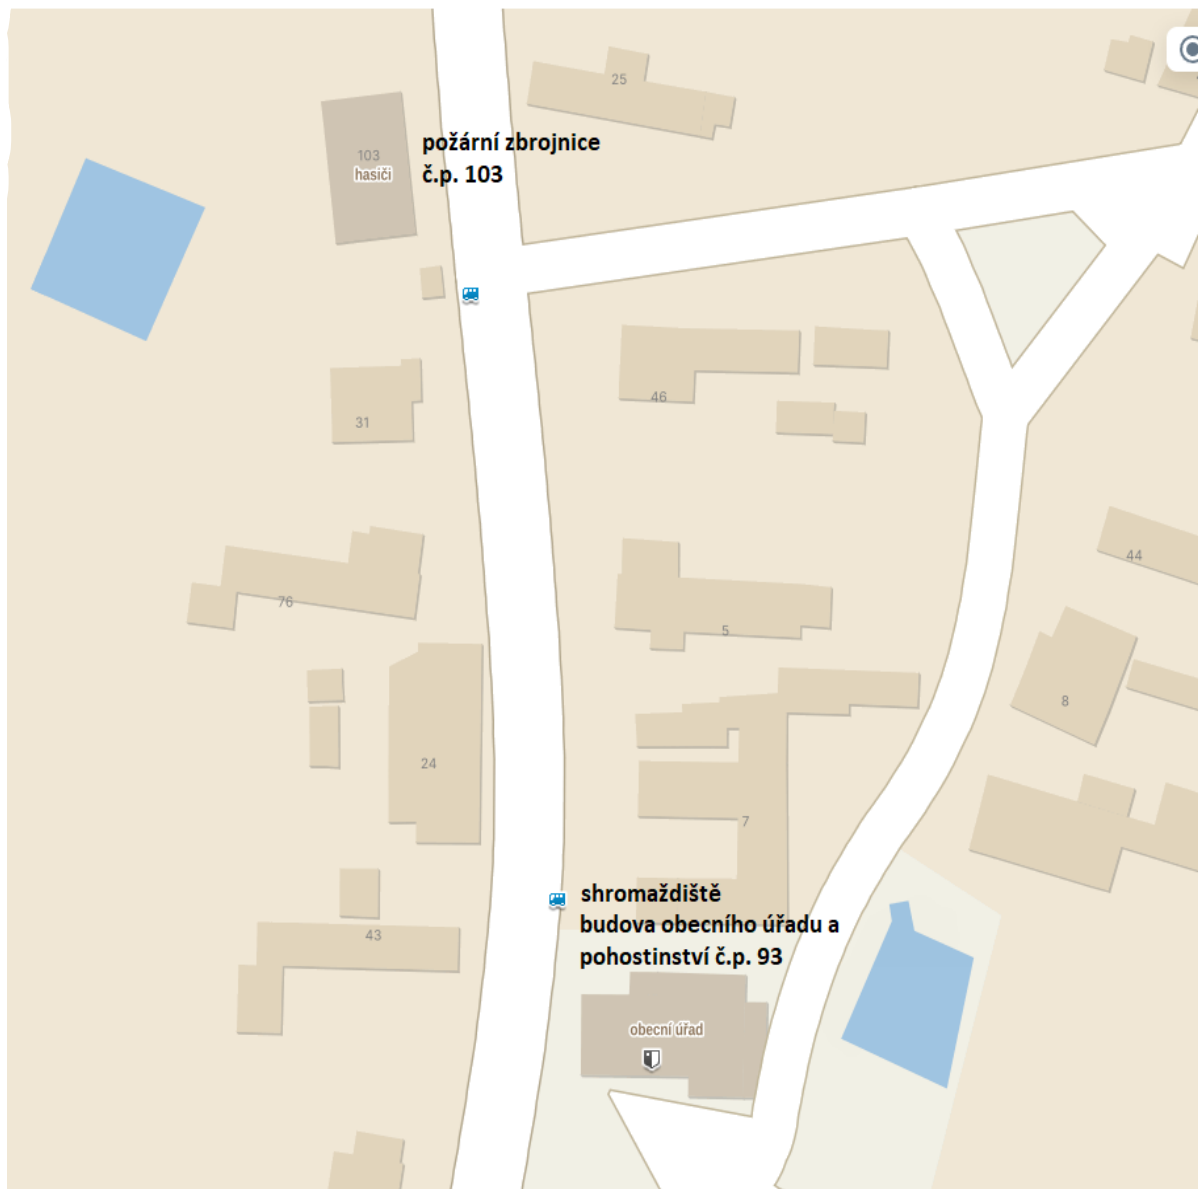 25
požární zbrojnice
č.p. 103
103
hasiči
46
31
44
76
5
8
24
7
shromaždiště
budova obecního úřadu a
pohostinství č.p. 93
43
obecní úřad